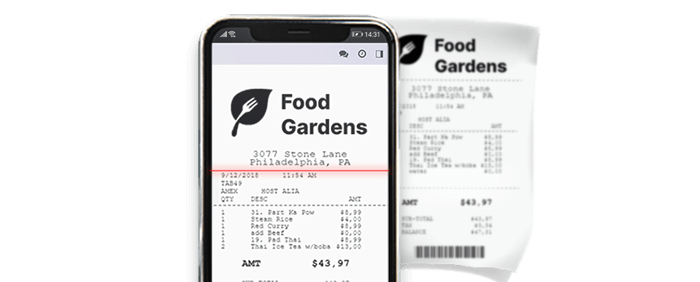 14:31
Food
Gardens
3077 Stone Lane
Philadelphia, PA
9/12/2018 11:54 AM
TAB49
AMEX HOST ALIA
QTY DESC AMT
1 31. Part Ka Pow $8,99
1 Steam Rice $4,00
1 Red Curry $8,99
1 add Beef $0,00
1 19. Pad Thai $8,99
2 Thai Ice Tea w/boba $13,00
AMT $43,97
Food
Gardens
3077 Stone Lane
Philadelphia, PA
2018 11:54 AM
HOST ALIA
DESC AMT
31. Part Ka Pow $8,99
Steam Rice $4,00
Red Curry $8,99
add Beef $0,00
19. Pad Thai $8,99
Thai Ice Tea w/boba $13,00
water $0,00
AMT $43,97
SUB-TOTAL $43,97
TAX $3,54
BALANCE $47,51